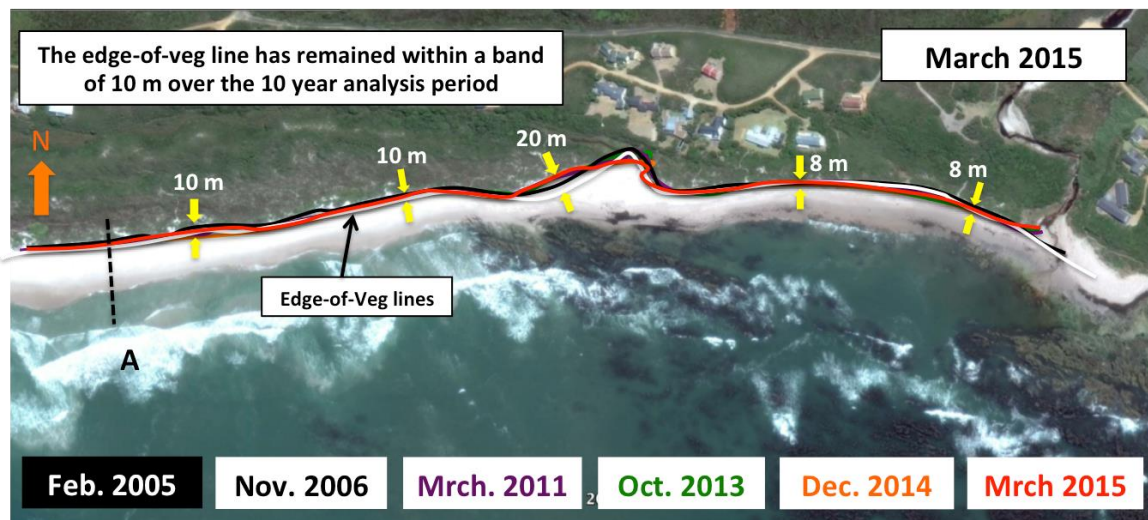 The edge-of-veg line has remained within a band
of 10 m over the 10 year analysis period
March 2015
N
20 m
10 m
8 m
8 m
10 m
Edge-of-Veg lines
A
Feb. 2005
Nov. 2006
Mrch. 2011
Oct. 2013
Dec. 2014
Mrch 2015